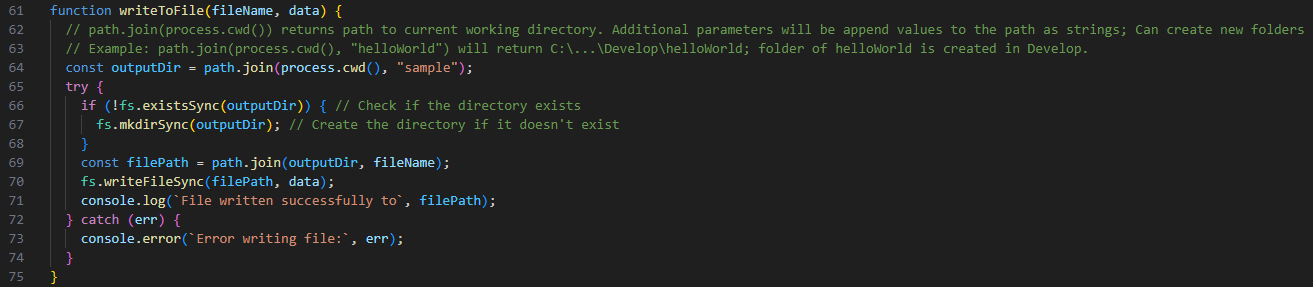 61 function writeToFile(fileName, data) {
62 // path.join(process.cwd()) returns path to current working directory. Additional parameters will be append values to the path as strings; Can create new folders
63 // Example: path.join(process.cwd(), "helloWorld") will return C:\...\Develop\helloWorld; folder of helloWorld is created in Develop.
64 const outputDir = path.join(process.cwd(), "sample");
65 try {
66 if (!fs.existsSync(outputDir)) { // Check if the directory exists
67 fs.mkdirSync(outputDir); // Create the directory if it doesn't exist
68 }
69 const filePath = path.join(outputDir, fileName);
70 fs.writeFileSync(filePath, data);
71 console.log(`File written successfully to`, filePath);
72 } catch (err) {
73 console.error(`Error writing file:`, err);
74 }
75 }